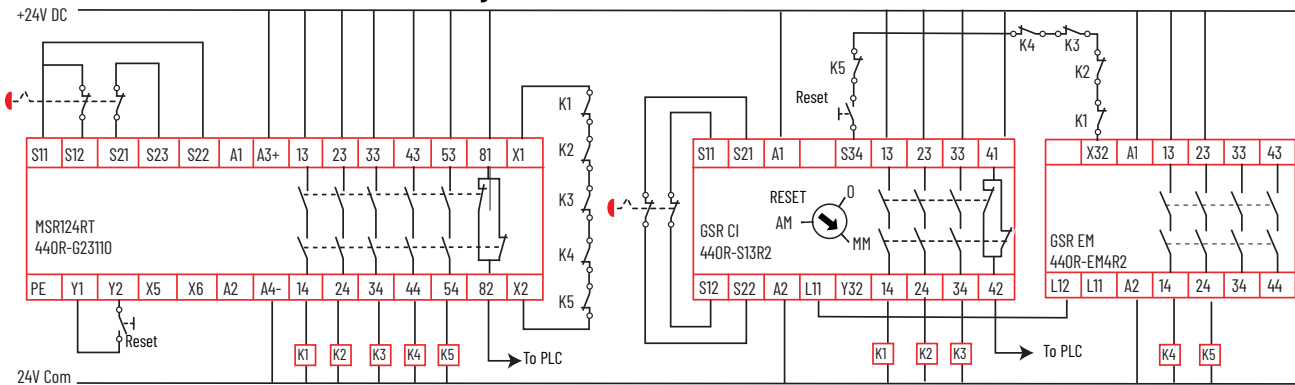 +24V DC
K4 K3
K5 K2
Reset
K1
K1
S11 S12 S21 S23 S22 A1 A3+ 13 23 33 43 53 81 X1
K2
S11 S21 A1 S34 13 23 33 41
X32 A1 13 23 33 43
K3
RESET O
AM MM
MSR124RT
440R-G23110
GSR CI
440R-S13R2
GSR EM
440R-EM4R2
K4
PE Y1 Y2 X5 X6 A2 A4- 14 24 34 44 54 82 X2
K5
S12 S22 A2 L11 Y32 14 24 34 42
L12 L11 A2 14 24 34 44
Reset
K1 K2 K3 K4 K5 To PLC
K1 K2 K3 To PLC
K4 K5
24V Com